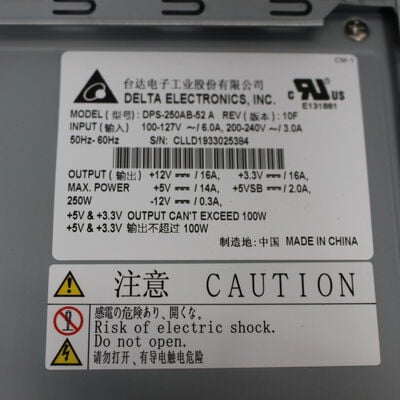 CM-1
台达电子工业股份有限公司
DELTA ELECTRONICS, INC.
C UR US
E131881
MODEL (型号): DPS-250AB-52 A REV (版本): 10F
INPUT (输入) 100-127V ~/ 6.0A, 200-240V ~/ 3.0A
50Hz- 60Hz S/N: CLLD1933025384
OUTPUT (输出) +12V ⎓/ 16A, +3.3V ⎓/ 16A,
MAX. POWER +5V ⎓/ 14A, +5VSB ⎓/ 2.0A,
250W -12V ⎓/ 0.3A,
+5V & +3.3V OUTPUT CAN'T EXCEED 100W
+5V & +3.3V 输出不超过 100W
制造地: 中国 MADE IN CHINA
注意 CAUTION
感電の危険あり、開くな。
Risk of electric shock.
Do not open.
请勿打开、有导电触电危险